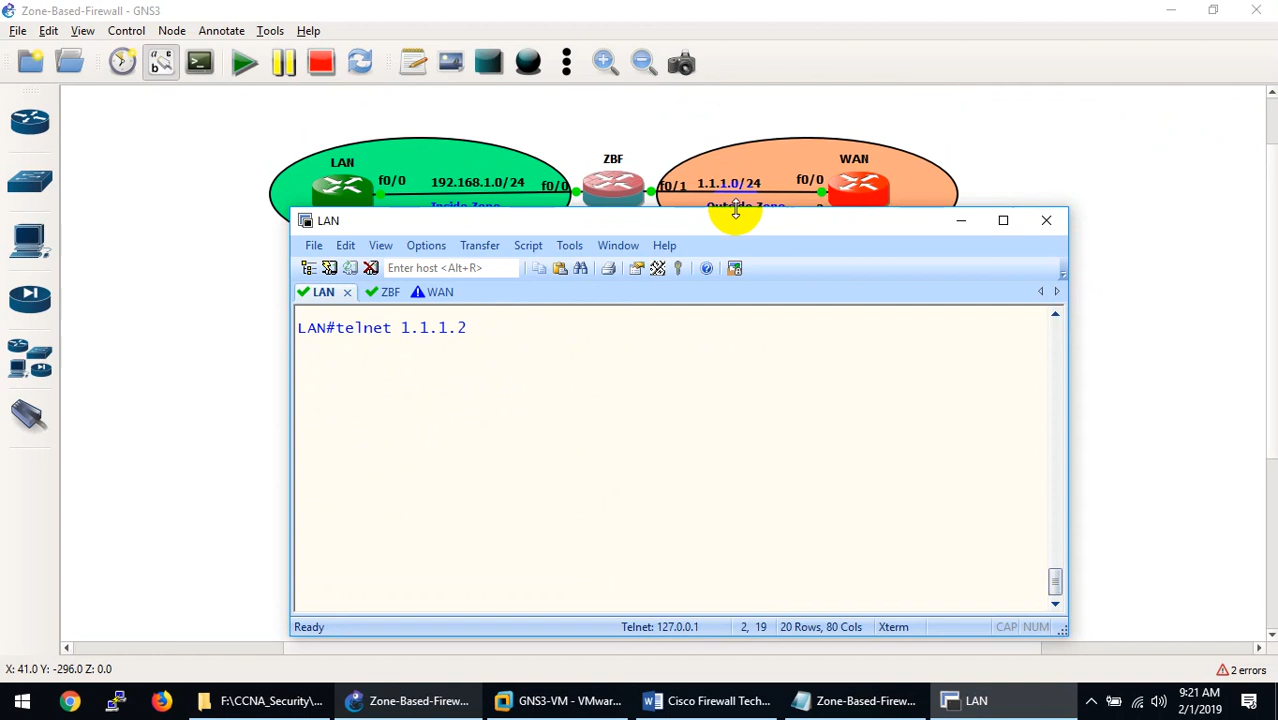 Zone-Based-Firewall - GNS3
File Edit View Control Node Annotate Tools Help
LAN
ZBF
WAN
f0/0 192.168.1.0/24 f0/0 f0/1 1.1.1.0/24 f0/0
Inside Zone Outside Zone
LAN
File Edit View Options Transfer Script Tools Window Help
Enter host <Alt+R>
LAN ZBF WAN
LAN#telnet 1.1.1.2
Ready Telnet: 127.0.0.1 2, 19 20 Rows, 80 Cols Xterm CAP NUM
X: 41.0 Y: -296.0 Z: 0.0 2 errors
F:\CCNA_Security\... Zone-Based-Firew... GNS3-VM - VMwar... Cisco Firewall Tech... Zone-Based-Firew... LAN
9:21 AM
2/1/2019